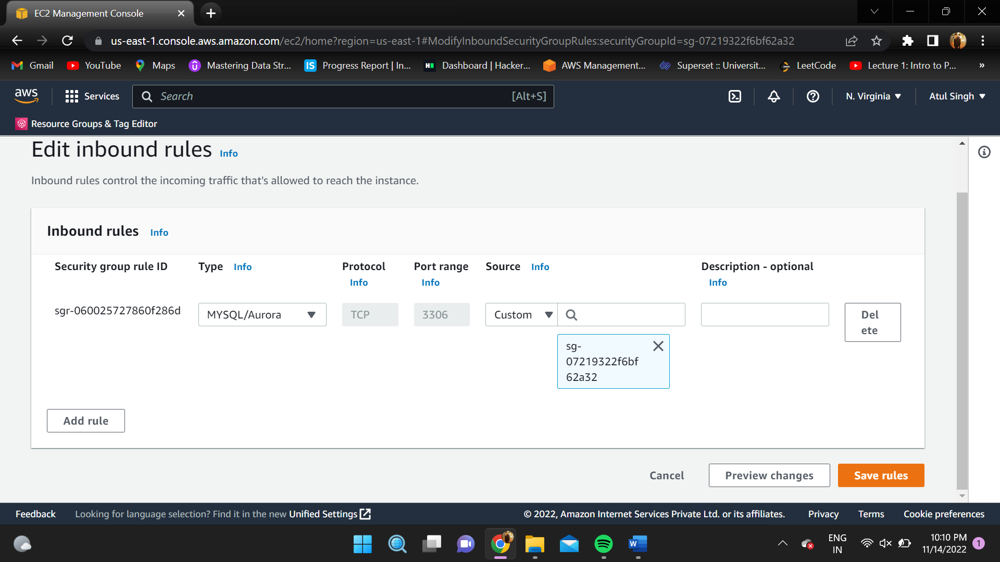 EC2 Management Console
us-east-1.console.aws.amazon.com/ec2/home?region=us-east-1#ModifyInboundSecurityGroupRules:securityGroupId=sg-07219322f6bf62a32
Gmail YouTube Maps Mastering Data Str... IS Progress Report | In... Dashboard | Hacker... AWS Management... Superset :: Universit... LeetCode Lecture 1: Intro to P... »
aws Services Search [Alt+S] N. Virginia Atul Singh
Resource Groups & Tag Editor
Edit inbound rules Info
Inbound rules control the incoming traffic that's allowed to reach the instance.
Inbound rules Info
Security group rule ID Type Info Protocol Port range Source Info Description - optional
Info Info Info
sgr-060025727860f286d MYSQL/Aurora TCP 3306 Custom Del
ete
sg-
07219322f6bf
62a32
Add rule
Cancel Preview changes Save rules
Feedback Looking for language selection? Find it in the new Unified Settings © 2022, Amazon Internet Services Private Ltd. or its affiliates. Privacy Terms Cookie preferences
ENG 10:10 PM 1
IN 11/14/2022